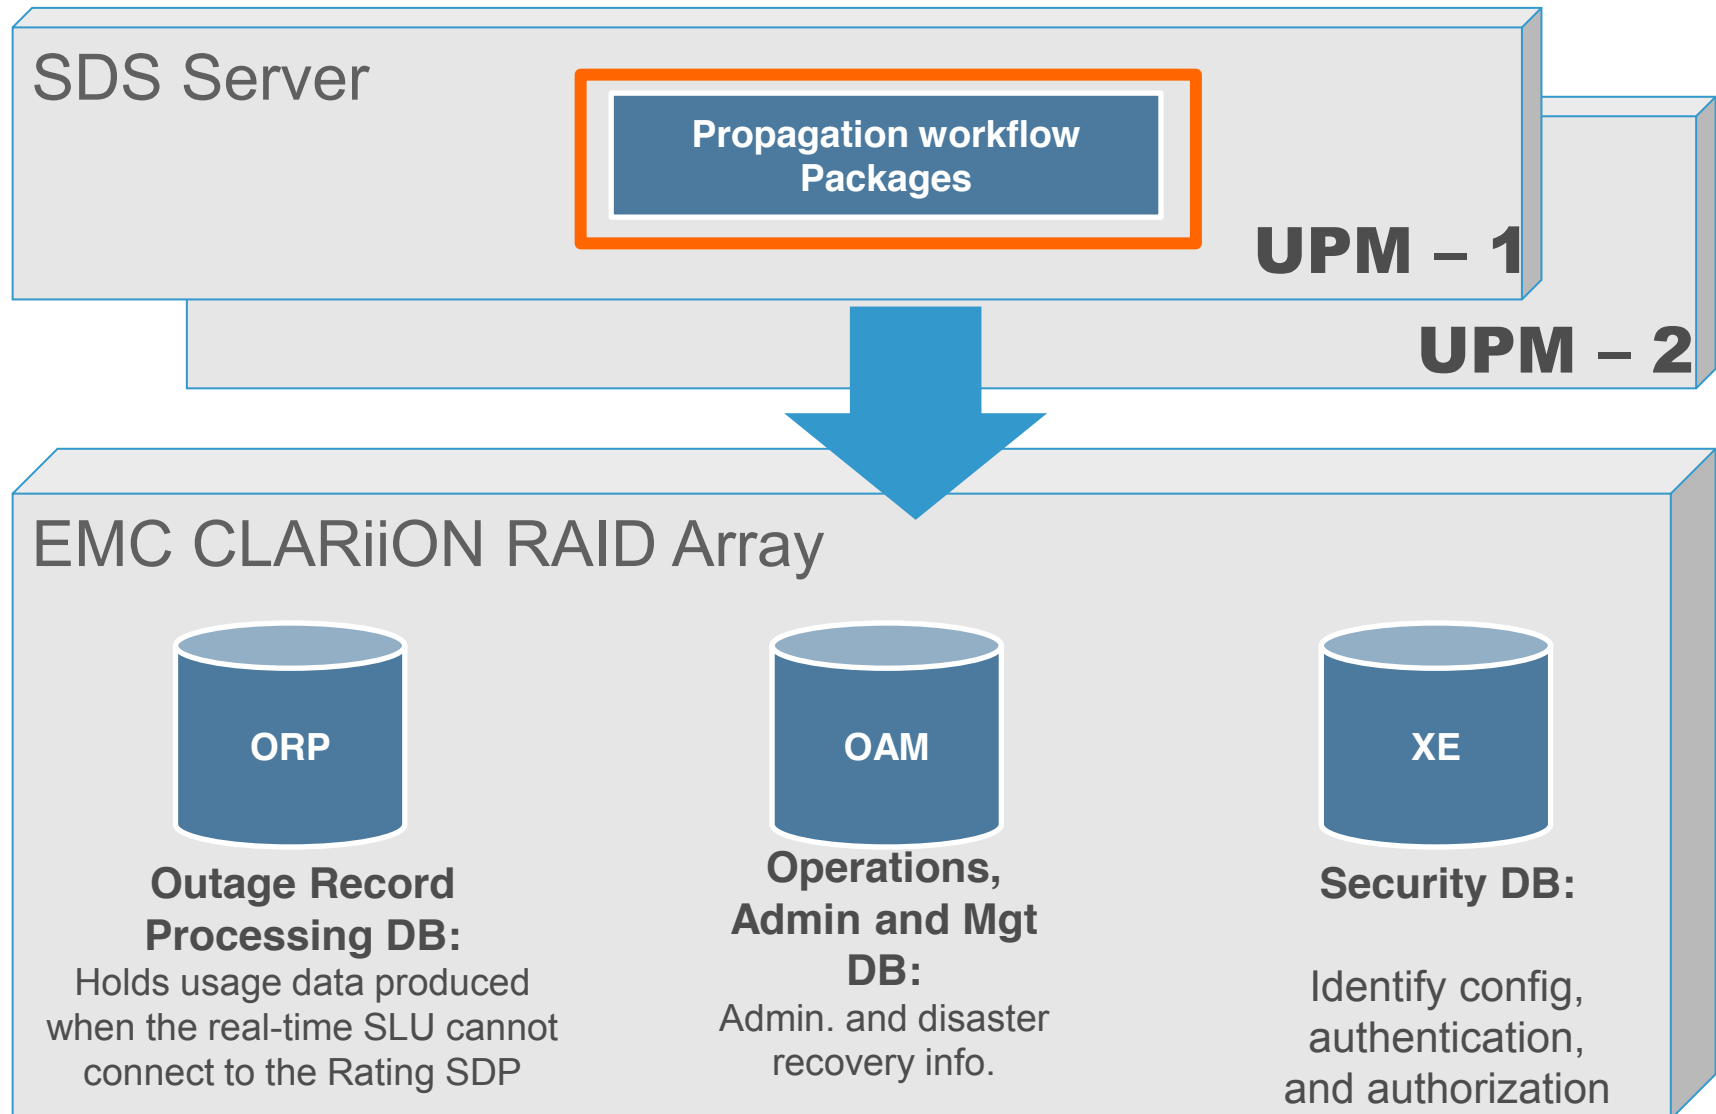 SDS Server
Propagation workflow
Packages
UPM – 1
UPM – 2
EMC CLARiiON RAID Array
ORP
OAM
XE
Outage Record
Processing DB:
Holds usage data produced
when the real-time SLU cannot
connect to the Rating SDP
Operations,
Admin and Mgt
DB:
Admin. and disaster
recovery info.
Security DB:
Identify config,
authentication,
and authorization